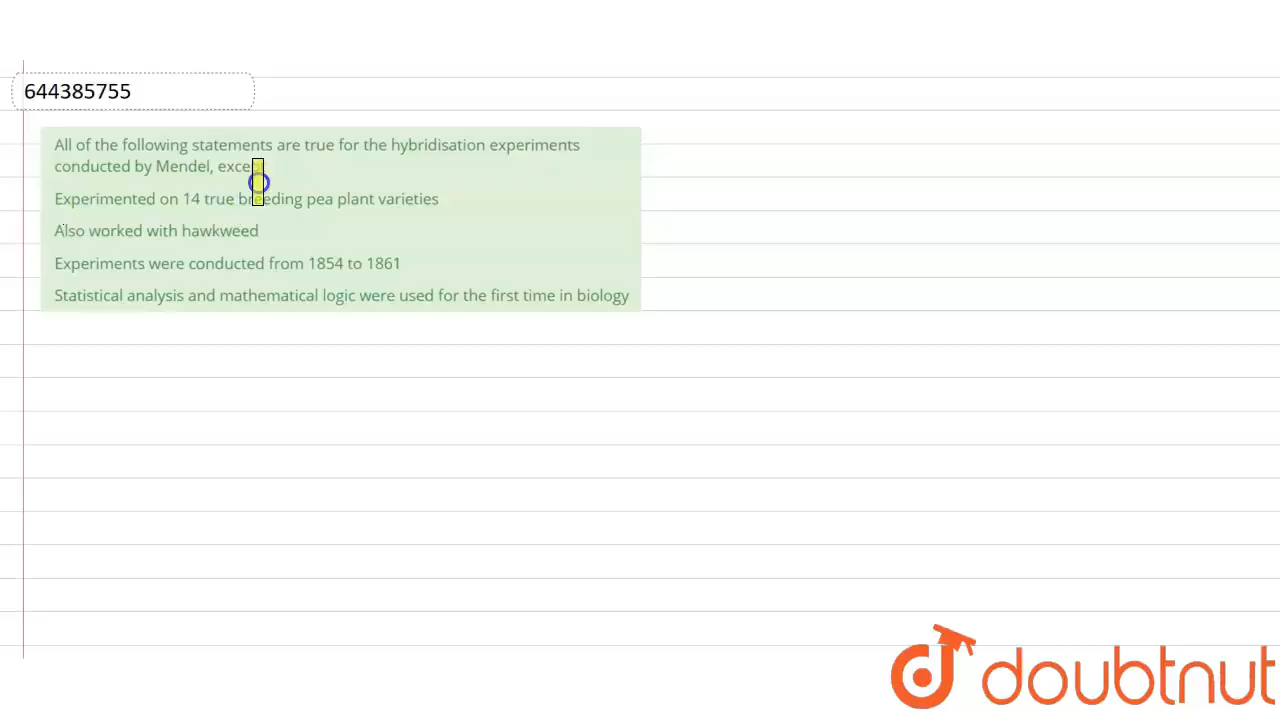 644385755
All of the following statements are true for the hybridisation experiments
conducted by Mendel,
Experimented on 14 true breeding pea plant varieties
Also worked with hawkweed
Experiments were conducted from 1854 to 1861
Statistical analysis and mathematical logic were used for the first time in biology
doubtnut